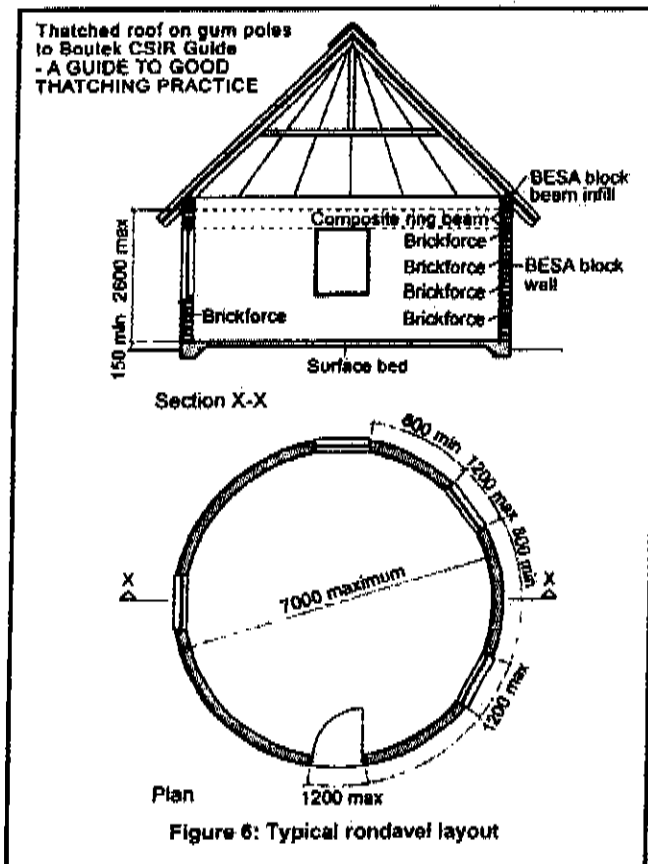 Thatched roof on gum poles
to Boutek CSIR Guide
- A GUIDE TO GOOD
THATCHING PRACTICE
BESA block
beam infill
Composite ring beam
Brickforce
Brickforce
BESA block
wall
Brickforce
Brickforce
Brickforce
2600 max
150 min
Surface bed
Section X-X
800 min
1200 max
800 min
X
X
7000 maximum
1200 max
1200 max
Plan
Figure 6: Typical rondavel layout